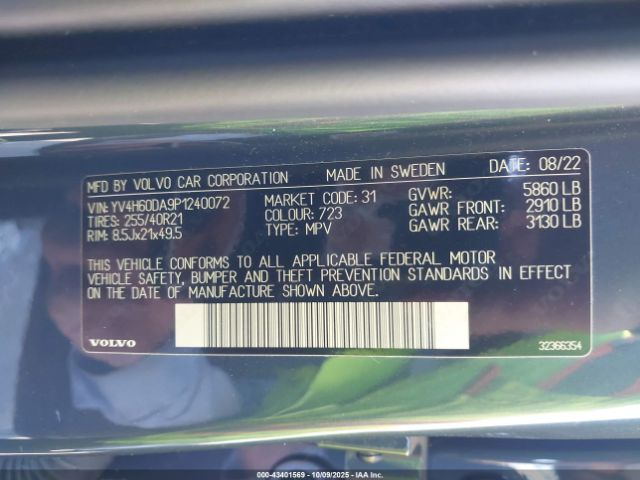 MFD BY VOLVO CAR CORPORATION MADE IN SWEDEN DATE: 08/22
VIN: YV4H60DA9P1240072 MARKET CODE: 31 GVWR: 5860 LB
TIRES: 255/40R21 COLOUR: 723 GAWR FRONT: 2910 LB
RIM: 8.5Jx21x49.5 TYPE: MPV GAWR REAR: 3130 LB
THIS VEHICLE CONFORMS TO ALL APPLICABLE FEDERAL MOTOR
VEHICLE SAFETY, BUMPER AND THEFT PREVENTION STANDARDS IN EFFECT
ON THE DATE OF MANUFACTURE SHOWN ABOVE.
VOLVO 32366354
000-43401569 - 10/09/2025 - IAAI.CA